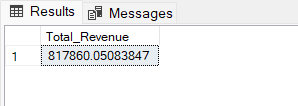 Results Messages
Total_Revenue
1 817860.05083847